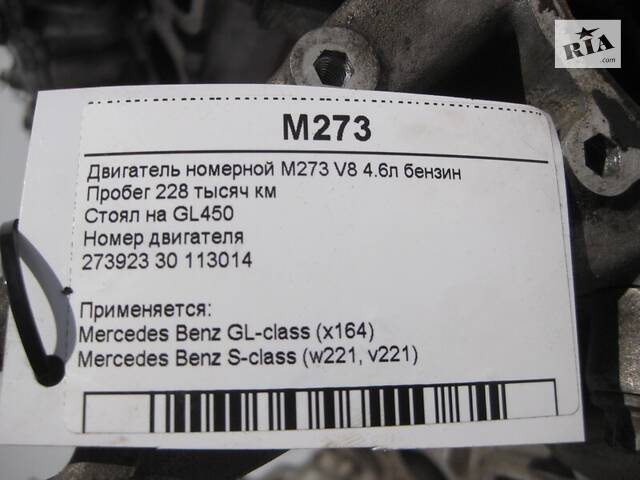 RIA
.com
M273
Двигатель номерной M273 V8 4.6л бензин
Пробег 228 тысяч км
Стоял на GL450
Номер двигателя
273923 30 113014
Применяется:
Mercedes Benz GL-class (x164)
Mercedes Benz S-class (w221, v221)